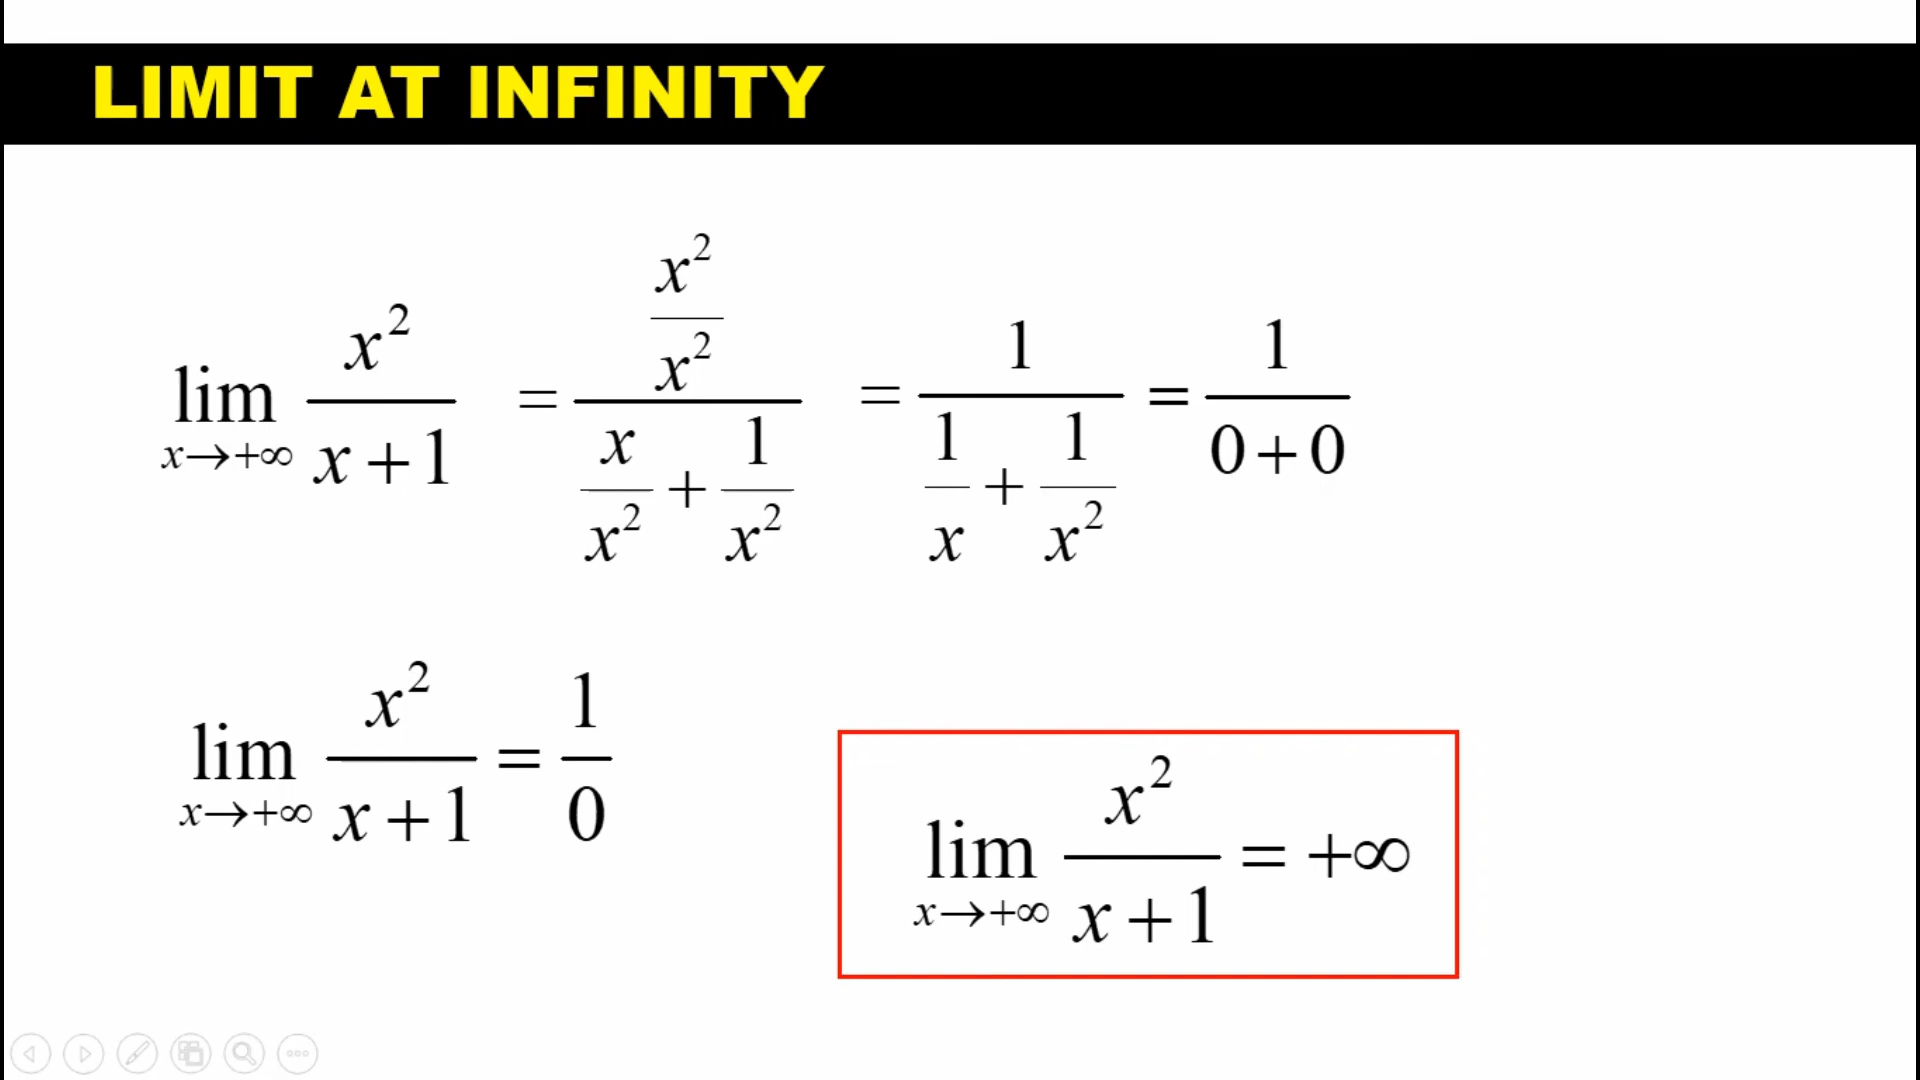 LIMIT AT INFINITY
lim x→+∞ x²/(x+1) = (x²/x²)/(x/x² + 1/x²) = 1/(1/x + 1/x²) = 1/(0+0)
lim x→+∞ x²/(x+1) = 1/0
lim x→+∞ x²/(x+1) = +∞